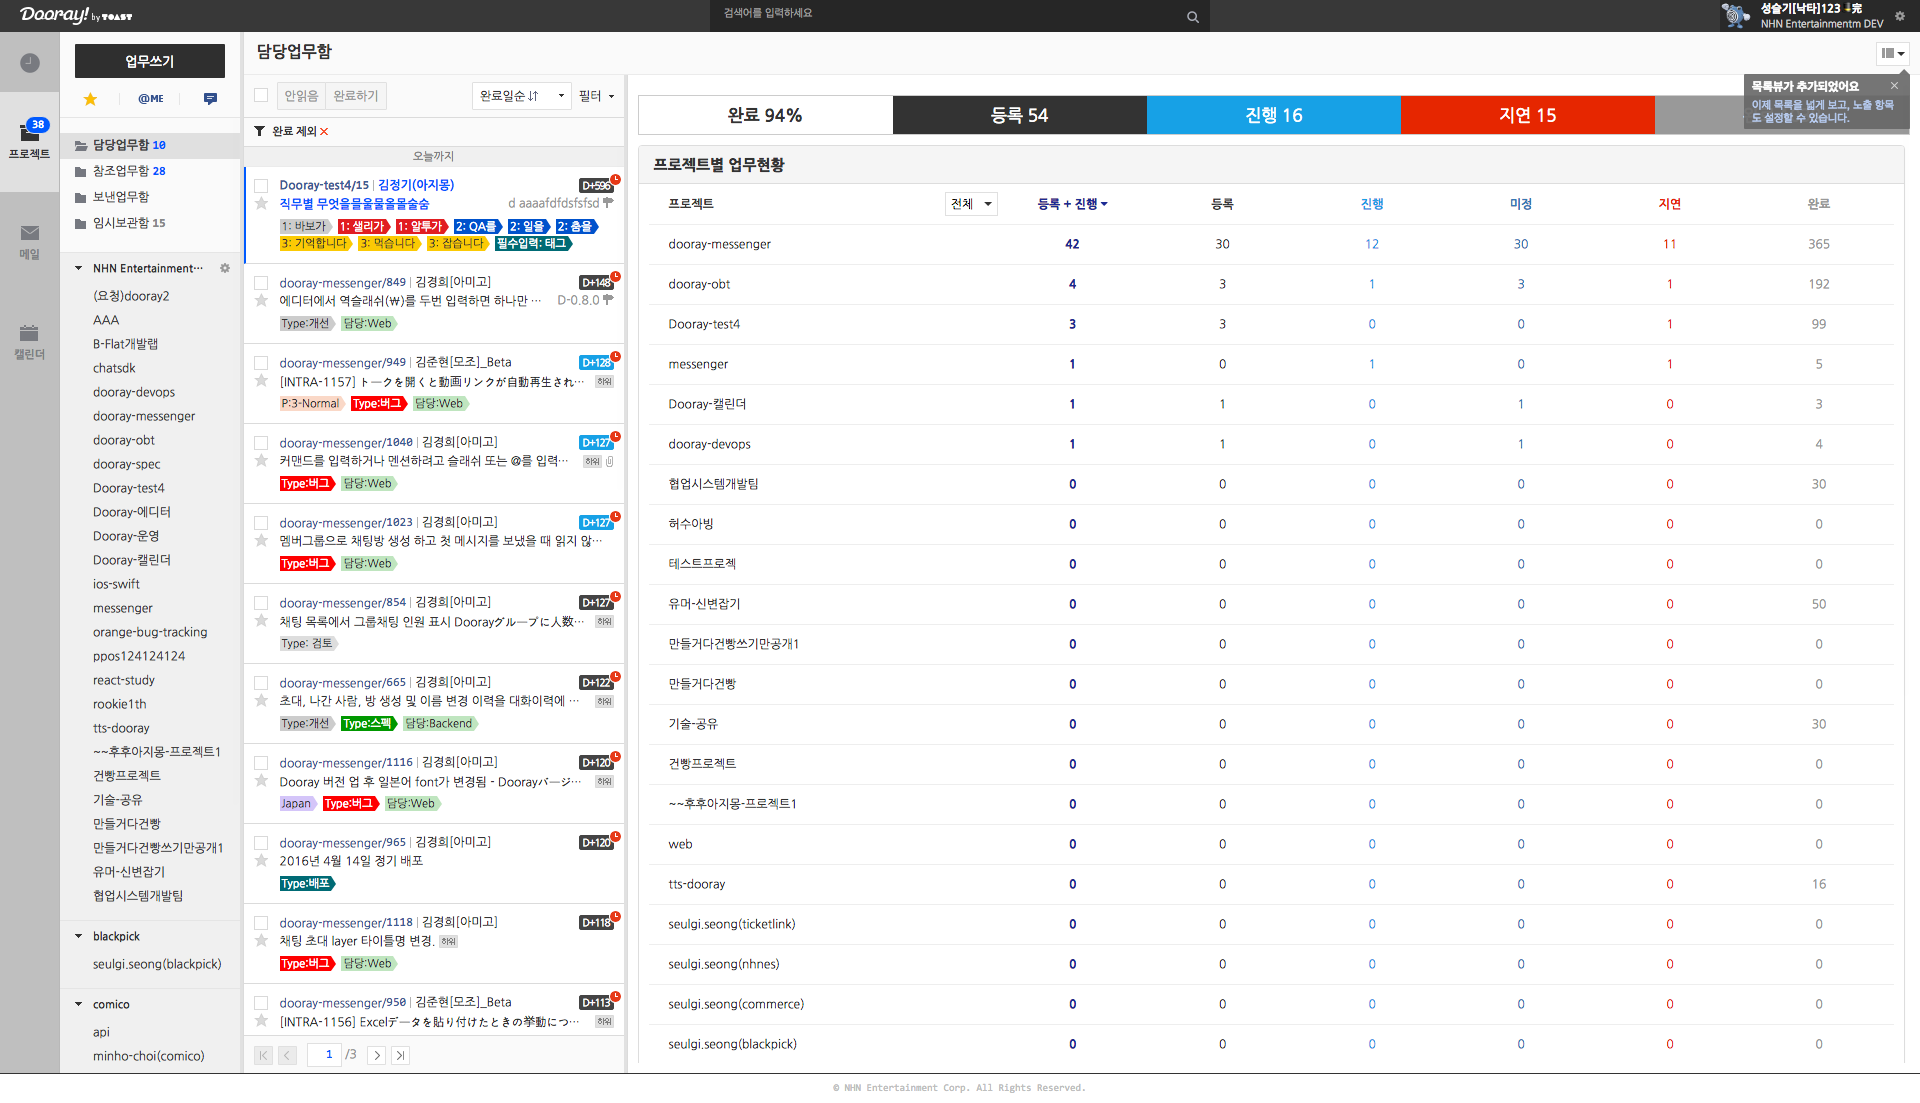 Dooray! by TOAST
검색어를 입력하세요
성슬기[낙타]123
完
NHN Entertainmentm DEV
업무쓰기
@ME
담당업무함 10
참조업무함 28
보낸업무함
임시보관함 15
38
프로젝트
메일
캘린더
NHN Entertainment···
(요청)dooray2
AAA
B-Flat개발랩
chatsdk
dooray-devops
dooray-messenger
dooray-obt
dooray-spec
Dooray-test4
Dooray-에디터
Dooray-운영
Dooray-캘린더
ios-swift
messenger
orange-bug-tracking
ppos124124124
react-study
rookie1th
tts-dooray
~~후후아지몽-프로젝트1
건빵프로젝트
기술-공유
만들거다건빵
만들거다건빵쓰기만공개1
유머-신변잡기
협업시스템개발팀
blackpick
seulgi.seong(blackpick)
comico
api
minho-choi(comico)
담당업무함
안읽음 완료하기 완료일순 필터
완료 제외
오늘까지
Dooray-test4/15 | 김정기(아지몽) D+596
직무별 무엇을물울물올물술숨 d aaaafdfdsfsfsd
1: 바보가 1: 샐리가 1: 알투가 2: QA를 2: 일을 2: 춤을
3: 기억합니다 3: 먹습니다 3: 잡습니다 필수입력: 태그
dooray-messenger/849 | 김경희[아미고] D+148
에디터에서 역슬래쉬(₩)를 두번 입력하면 하나만 ··· D-0.8.0
Type:개선 담당:Web
dooray-messenger/949 | 김준현[모조]_Beta D+128
[INTRA-1157] トークを開くと動画リンクが自動再生され··· 하위
P:3-Normal Type:버그 담당:Web
dooray-messenger/1040 | 김경희[아미고] D+127
커맨드를 입력하거나 멘션하려고 슬래쉬 또는 @를 입력··· 하위
Type:버그 담당:Web
dooray-messenger/1023 | 김경희[아미고] D+127
멤버그룹으로 채팅방 생성 하고 첫 메시지를 보냈을 때 읽지 않···
Type:버그 담당:Web
dooray-messenger/854 | 김경희[아미고] D+127
채팅 목록에서 그룹채팅 인원 표시 Doorayグループに人数··· 하위
Type: 검토
dooray-messenger/665 | 김경희[아미고] D+122
초대, 나간 사람, 방 생성 및 이름 변경 이력을 대화이력에 ··· 하위
Type:개선 Type:스펙 담당:Backend
dooray-messenger/1116 | 김경희[아미고] D+120
Dooray 버전 업 후 일본어 font가 변경됨 - Doorayバージ··· 하위
Japan Type:버그 담당:Web
dooray-messenger/965 | 김경희[아미고] D+120
2016년 4월 14일 정기 배포
Type:배포
dooray-messenger/1118 | 김경희[아미고] D+118
채팅 초대 layer 타이틀명 변경. 하위
Type:버그 담당:Web
dooray-messenger/950 | 김준현[모조]_Beta D+113
[INTRA-1156] Excelデータを貼り付けたときの挙動につ··· 하위
1 /3
완료 94% 등록 54 진행 16 지연 15
목록뷰가 추가되었어요
이제 목록을 넓게 보고, 노출 항목
도 설정할 수 있습니다.
프로젝트별 업무현황
프로젝트 전체 등록 + 진행 등록 진행 미정 지연 완료
dooray-messenger 42 30 12 30 11 365
dooray-obt 4 3 1 3 1 192
Dooray-test4 3 3 0 0 1 99
messenger 1 0 1 0 1 5
Dooray-캘린더 1 1 0 1 0 3
dooray-devops 1 1 0 1 0 4
협업시스템개발팀 0 0 0 0 0 30
허수아빙 0 0 0 0 0 0
테스트프로젝 0 0 0 0 0 0
유머-신변잡기 0 0 0 0 0 50
만들거다건빵쓰기만공개1 0 0 0 0 0 0
만들거다건빵 0 0 0 0 0 0
기술-공유 0 0 0 0 0 30
건빵프로젝트 0 0 0 0 0 0
~~후후아지몽-프로젝트1 0 0 0 0 0 0
web 0 0 0 0 0 0
tts-dooray 0 0 0 0 0 16
seulgi.seong(ticketlink) 0 0 0 0 0 0
seulgi.seong(nhnes) 0 0 0 0 0 0
seulgi.seong(commerce) 0 0 0 0 0 0
seulgi.seong(blackpick) 0 0 0 0 0 0
© NHN Entertainment Corp. All Rights Reserved.